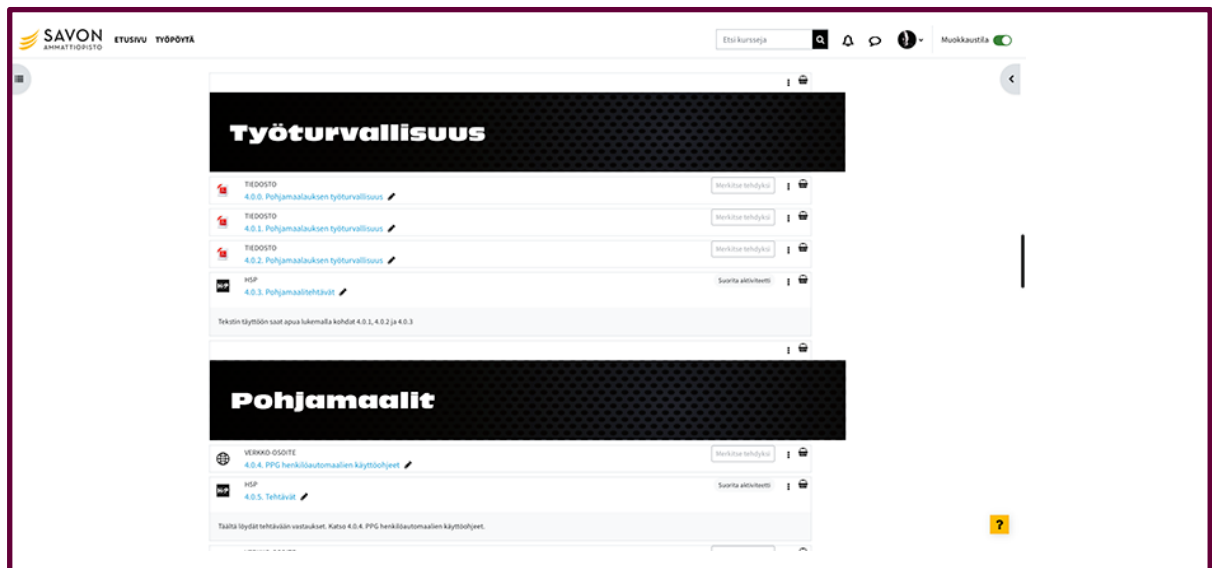 SAVON
AMMATTIOPISTO
ETUSIVU TYÖPÖYTÄ
Etsi kursseja
Muokkaustila
Työturvallisuus
TIEDOSTO
4.0.0. Pohjamaalauksen työturvallisuus
Merkitse tehdyksi
TIEDOSTO
4.0.1. Pohjamaalauksen työturvallisuus
Merkitse tehdyksi
TIEDOSTO
4.0.2. Pohjamaalauksen työturvallisuus
Merkitse tehdyksi
H5P
4.0.3. Pohjamaalitehtävät
Suorita aktiviteetti
Tekstin täyttöön saat apua lukemalla kohdat 4.0.1, 4.0.2 ja 4.0.3
Pohjamaalit
VERKKO-OSOITE
4.0.4. PPG henkilöautomaalien käyttöohjeet
Merkitse tehdyksi
H5P
4.0.5. Tehtävät
Suorita aktiviteetti
Täältä löydät tehtävään vastaukset. Katso 4.0.4. PPG henkilöautomaalien käyttöohjeet.
?